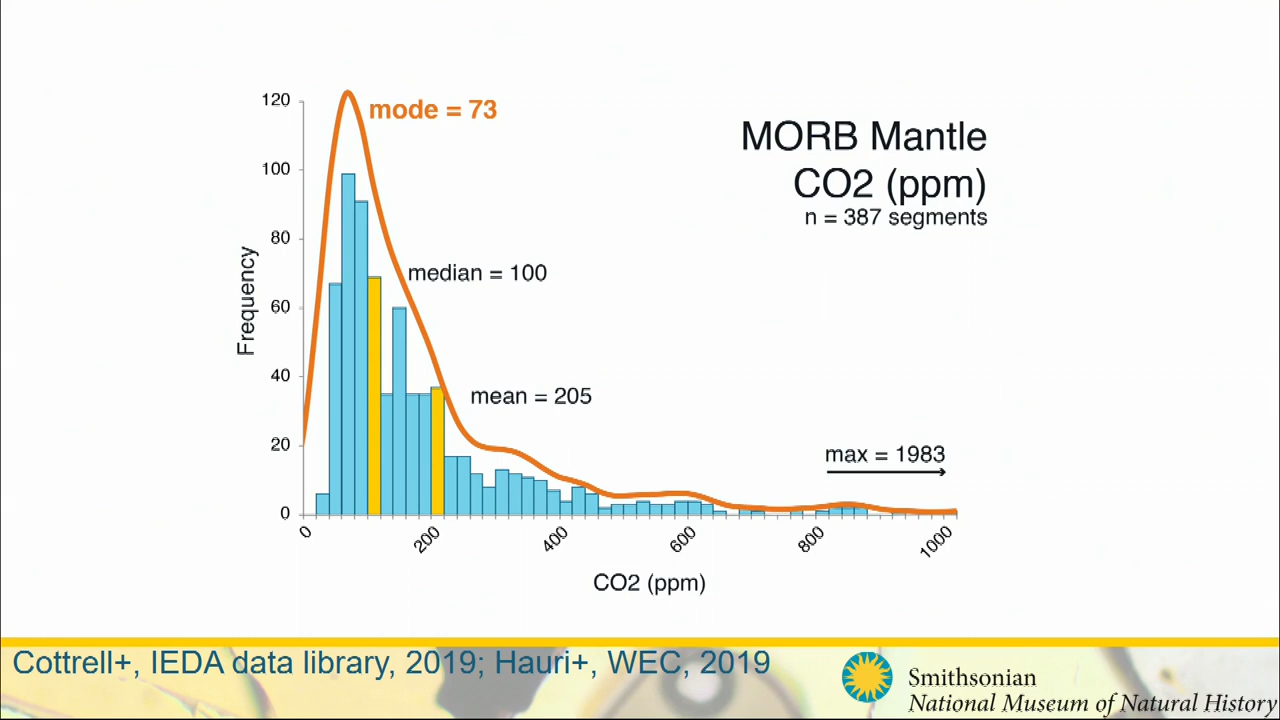 MORB Mantle
CO2 (ppm)
n = 387 segments
mode = 73
median = 100
mean = 205
max = 1983
Frequency
120
100
80
60
40
20
0
0 200 400 600 800 1000
CO2 (ppm)
Cottrell+, IEDA data library, 2019; Hauri+, WEC, 2019
Smithsonian
National Museum of Natural History